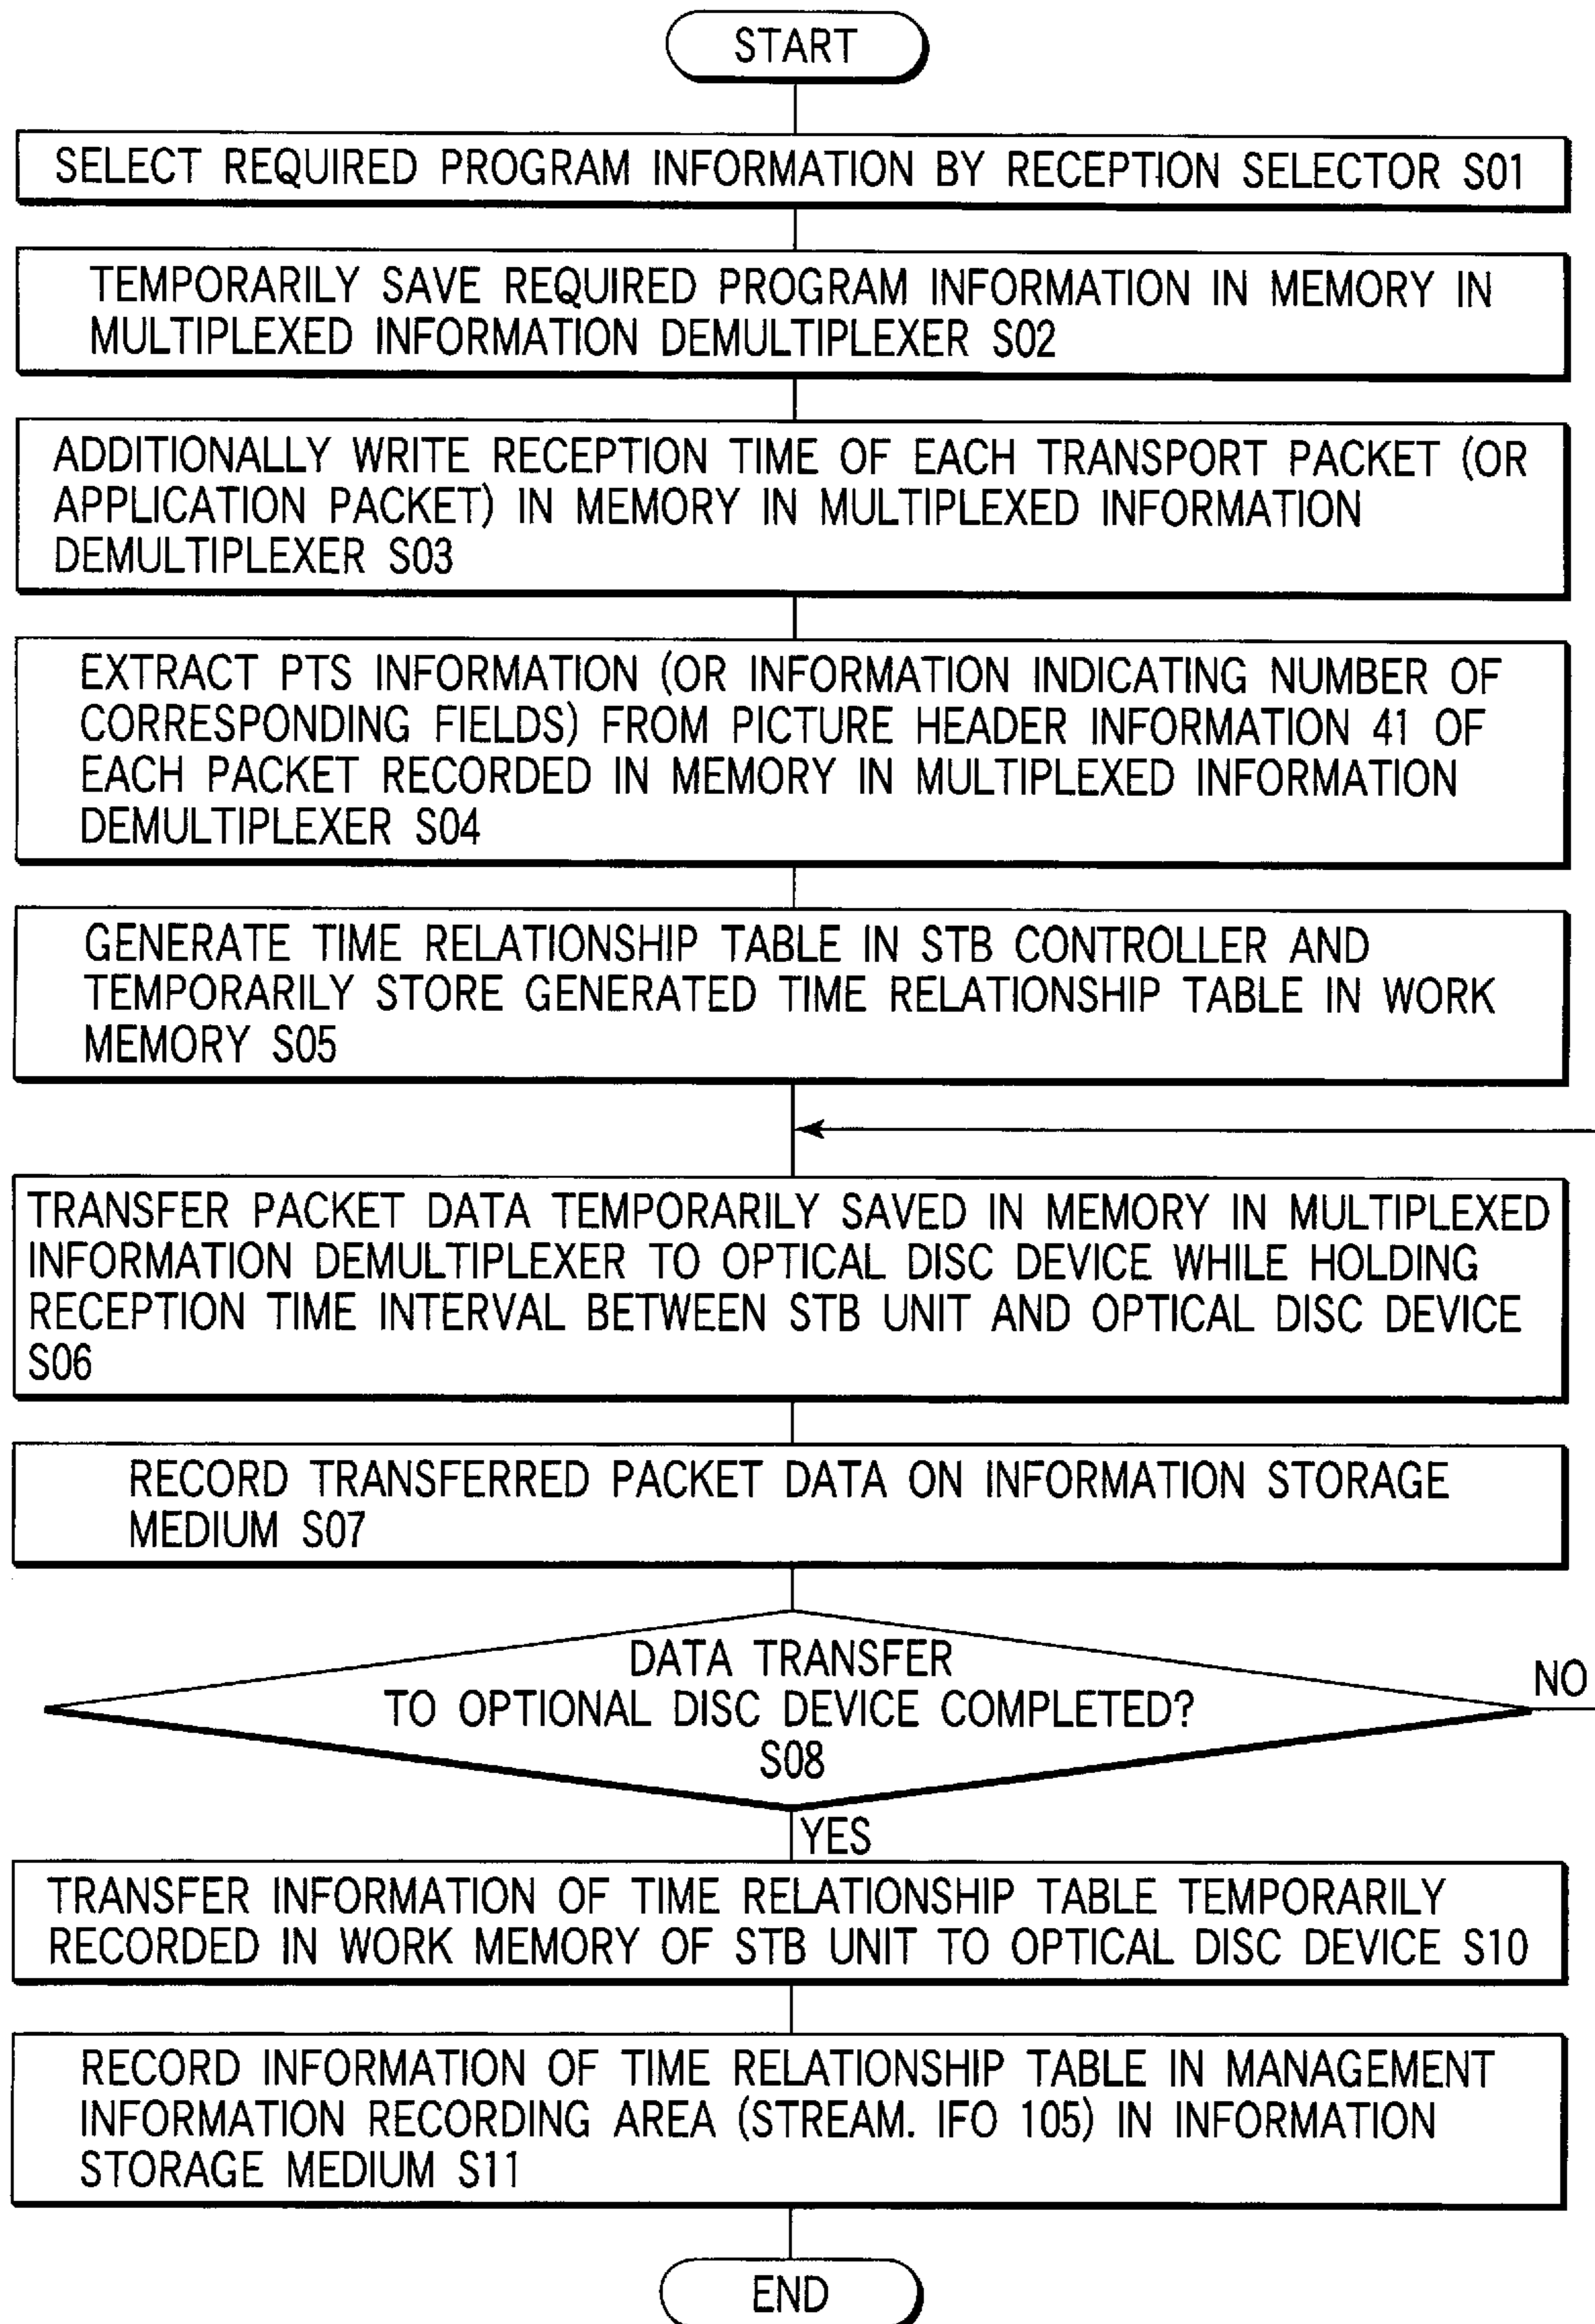 START
SELECT REQUIRED PROGRAM INFORMATION BY RECEPTION SELECTOR S01
TEMPORARILY SAVE REQUIRED PROGRAM INFORMATION IN MEMORY IN
MULTIPLEXED INFORMATION DEMULTIPLEXER S02
ADDITIONALLY WRITE RECEPTION TIME OF EACH TRANSPORT PACKET (OR
APPLICATION PACKET) IN MEMORY IN MULTIPLEXED INFORMATION
DEMULTIPLEXER S03
EXTRACT PTS INFORMATION (OR INFORMATION INDICATING NUMBER OF
CORRESPONDING FIELDS) FROM PICTURE HEADER INFORMATION 41 OF
EACH PACKET RECORDED IN MEMORY IN MULTIPLEXED INFORMATION
DEMULTIPLEXER S04
GENERATE TIME RELATIONSHIP TABLE IN STB CONTROLLER AND
TEMPORARILY STORE GENERATED TIME RELATIONSHIP TABLE IN WORK
MEMORY S05
TRANSFER PACKET DATA TEMPORARILY SAVED IN MEMORY IN MULTIPLEXED
INFORMATION DEMULTIPLEXER TO OPTICAL DISC DEVICE WHILE HOLDING
RECEPTION TIME INTERVAL BETWEEN STB UNIT AND OPTICAL DISC DEVICE
S06
RECORD TRANSFERRED PACKET DATA ON INFORMATION STORAGE
MEDIUM S07
DATA TRANSFER
TO OPTIONAL DISC DEVICE COMPLETED?
S08
NO
YES
TRANSFER INFORMATION OF TIME RELATIONSHIP TABLE TEMPORARILY
RECORDED IN WORK MEMORY OF STB UNIT TO OPTICAL DISC DEVICE S10
RECORD INFORMATION OF TIME RELATIONSHIP TABLE IN MANAGEMENT
INFORMATION RECORDING AREA (STREAM. IFO 105) IN INFORMATION
STORAGE MEDIUM S11
END